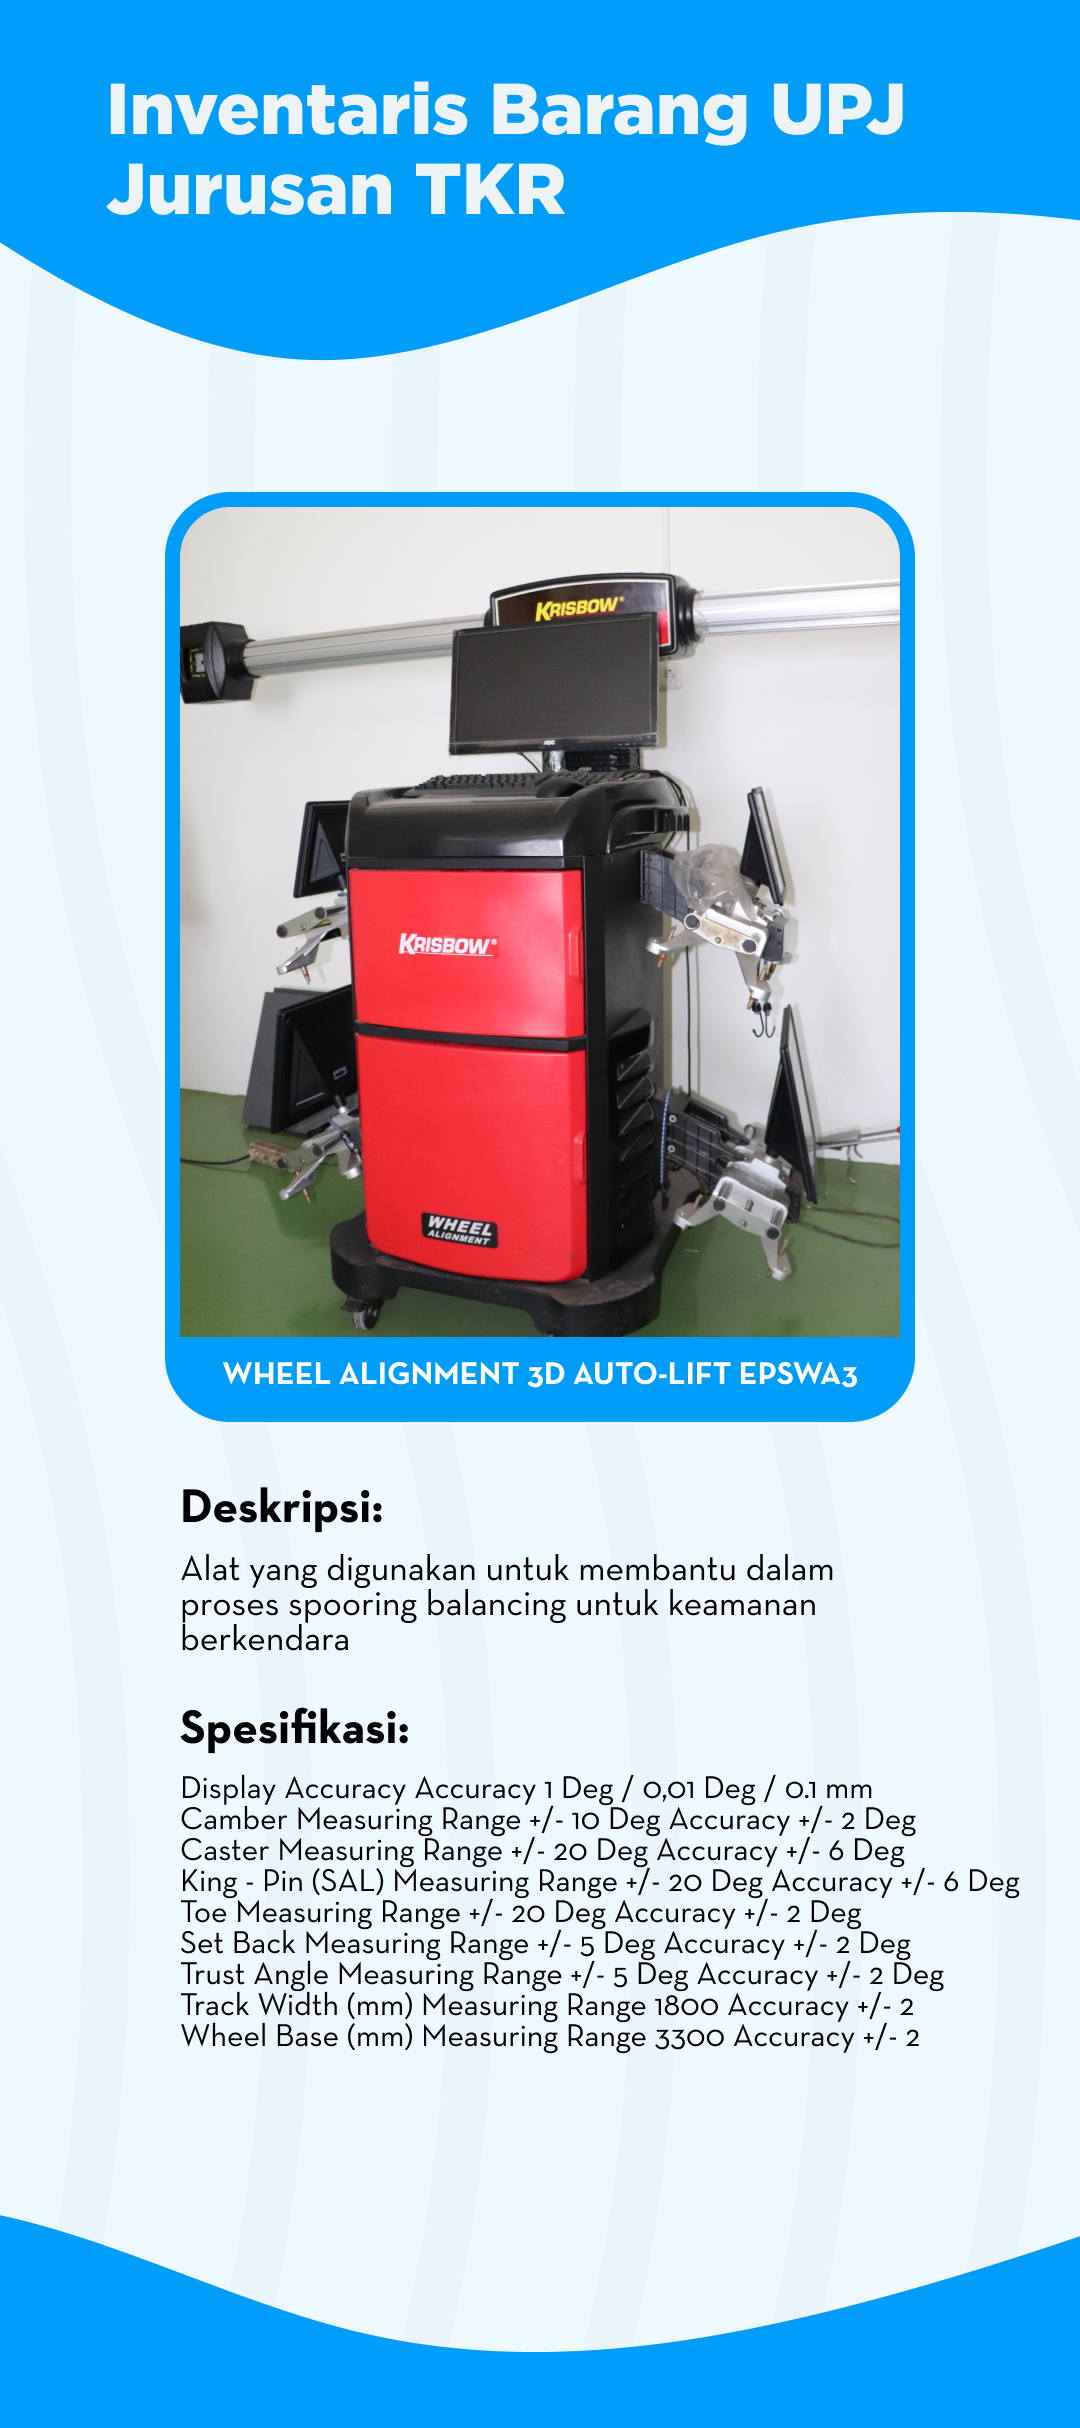 Inventaris Barang UPJ
Jurusan TKR
KRISBOW®
AOC
KRISBOW®
WHEEL
ALIGNMENT
WHEEL ALIGNMENT 3D AUTO-LIFT EPSWA3
Deskripsi:
Alat yang digunakan untuk membantu dalam
proses spooring balancing untuk keamanan
berkendara
Spesifikasi:
Display Accuracy Accuracy 1 Deg / 0,01 Deg / 0.1 mm
Camber Measuring Range +/- 10 Deg Accuracy +/- 2 Deg
Caster Measuring Range +/- 20 Deg Accuracy +/- 6 Deg
King - Pin (SAL) Measuring Range +/- 20 Deg Accuracy +/- 6 Deg
Toe Measuring Range +/- 20 Deg Accuracy +/- 2 Deg
Set Back Measuring Range +/- 5 Deg Accuracy +/- 2 Deg
Trust Angle Measuring Range +/- 5 Deg Accuracy +/- 2 Deg
Track Width (mm) Measuring Range 1800 Accuracy +/- 2
Wheel Base (mm) Measuring Range 3300 Accuracy +/- 2